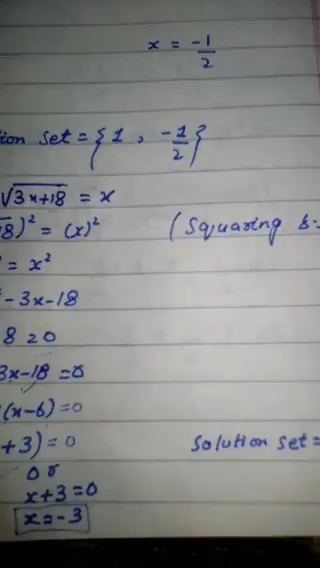 x = -1/2
ion set = {1, -1/2}
√3x+18 = x
8)² = (x)² (Squaring b.
= x²
-3x-18
8 = 0
3x-18 = 0
(x-6) = 0
+3) = 0 Solution set =
or
x+3 = 0
x = -3